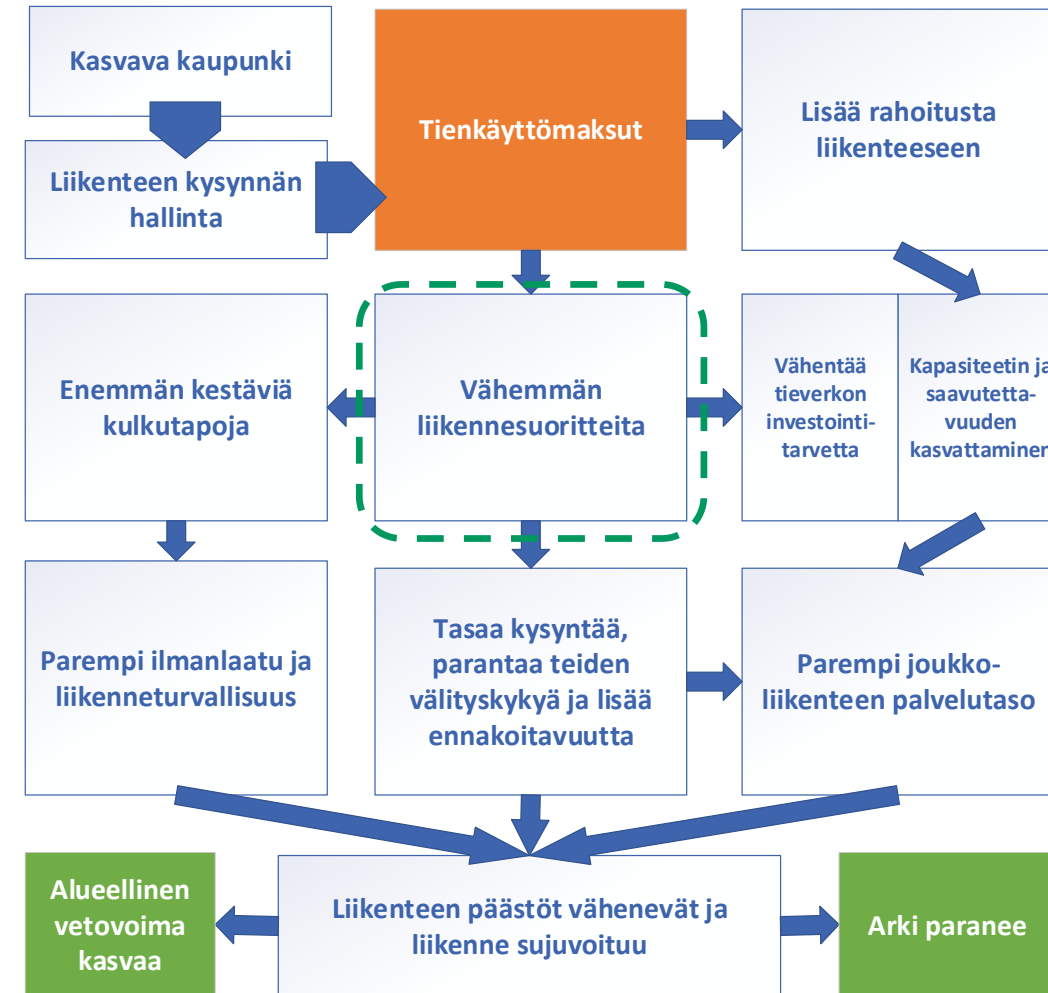 Kasvava kaupunki
Liikenteen kysynnän
hallinta
Tienkäyttömaksut
Lisää rahoitusta
liikenteeseen
Enemmän kestäviä
kulkutapoja
Vähemmän
liikennesuoritteita
Vähentää
tieverkon
investointi-
tarvetta
Kapasiteetin ja
saavutetta-
vuuden
kasvattaminen
Parempi ilmanlaatu ja
liikenneturvallisuus
Tasaa kysyntää,
parantaa teiden
välityskykyä ja lisää
ennakoitavuutta
Parempi joukko-
liikenteen palvelutaso
Alueellinen
vetovoima
kasvaa
Liikenteen päästöt vähenevät ja
liikenne sujuvoituu
Arki paranee